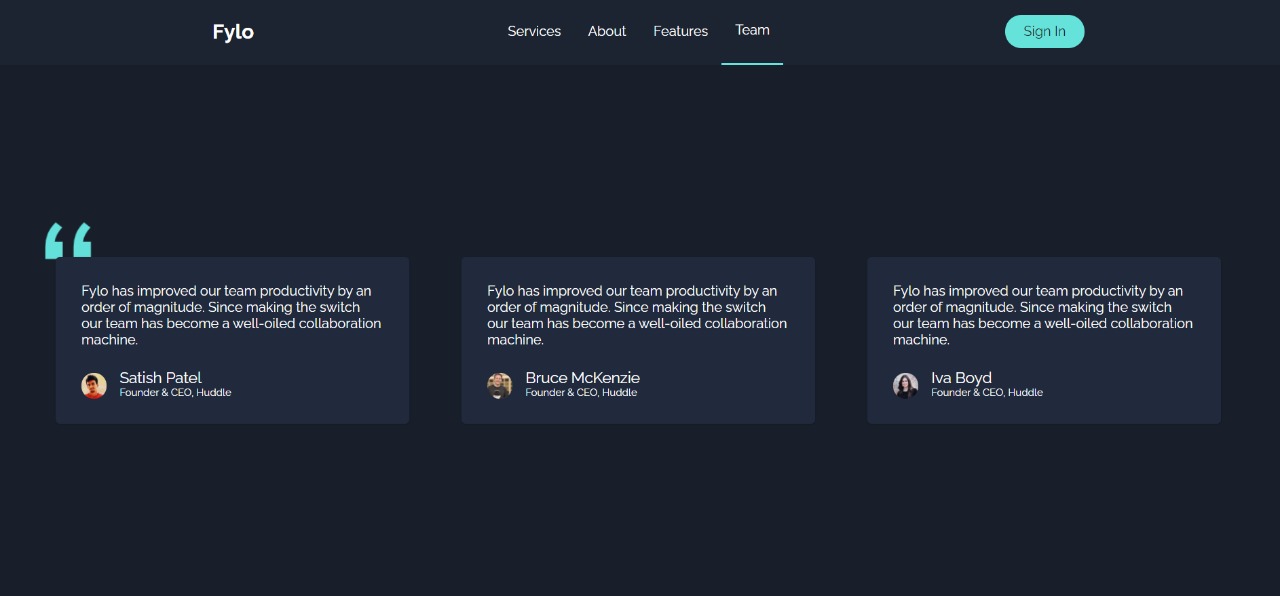 Fylo
Services
About
Features
Team
Sign In
Fylo has improved our team productivity by an
order of magnitude. Since making the switch
our team has become a well-oiled collaboration
machine.
Satish Patel
Founder & CEO, Huddle
Fylo has improved our team productivity by an
order of magnitude. Since making the switch
our team has become a well-oiled collaboration
machine.
Bruce McKenzie
Founder & CEO, Huddle
Fylo has improved our team productivity by an
order of magnitude. Since making the switch
our team has become a well-oiled collaboration
machine.
Iva Boyd
Founder & CEO, Huddle